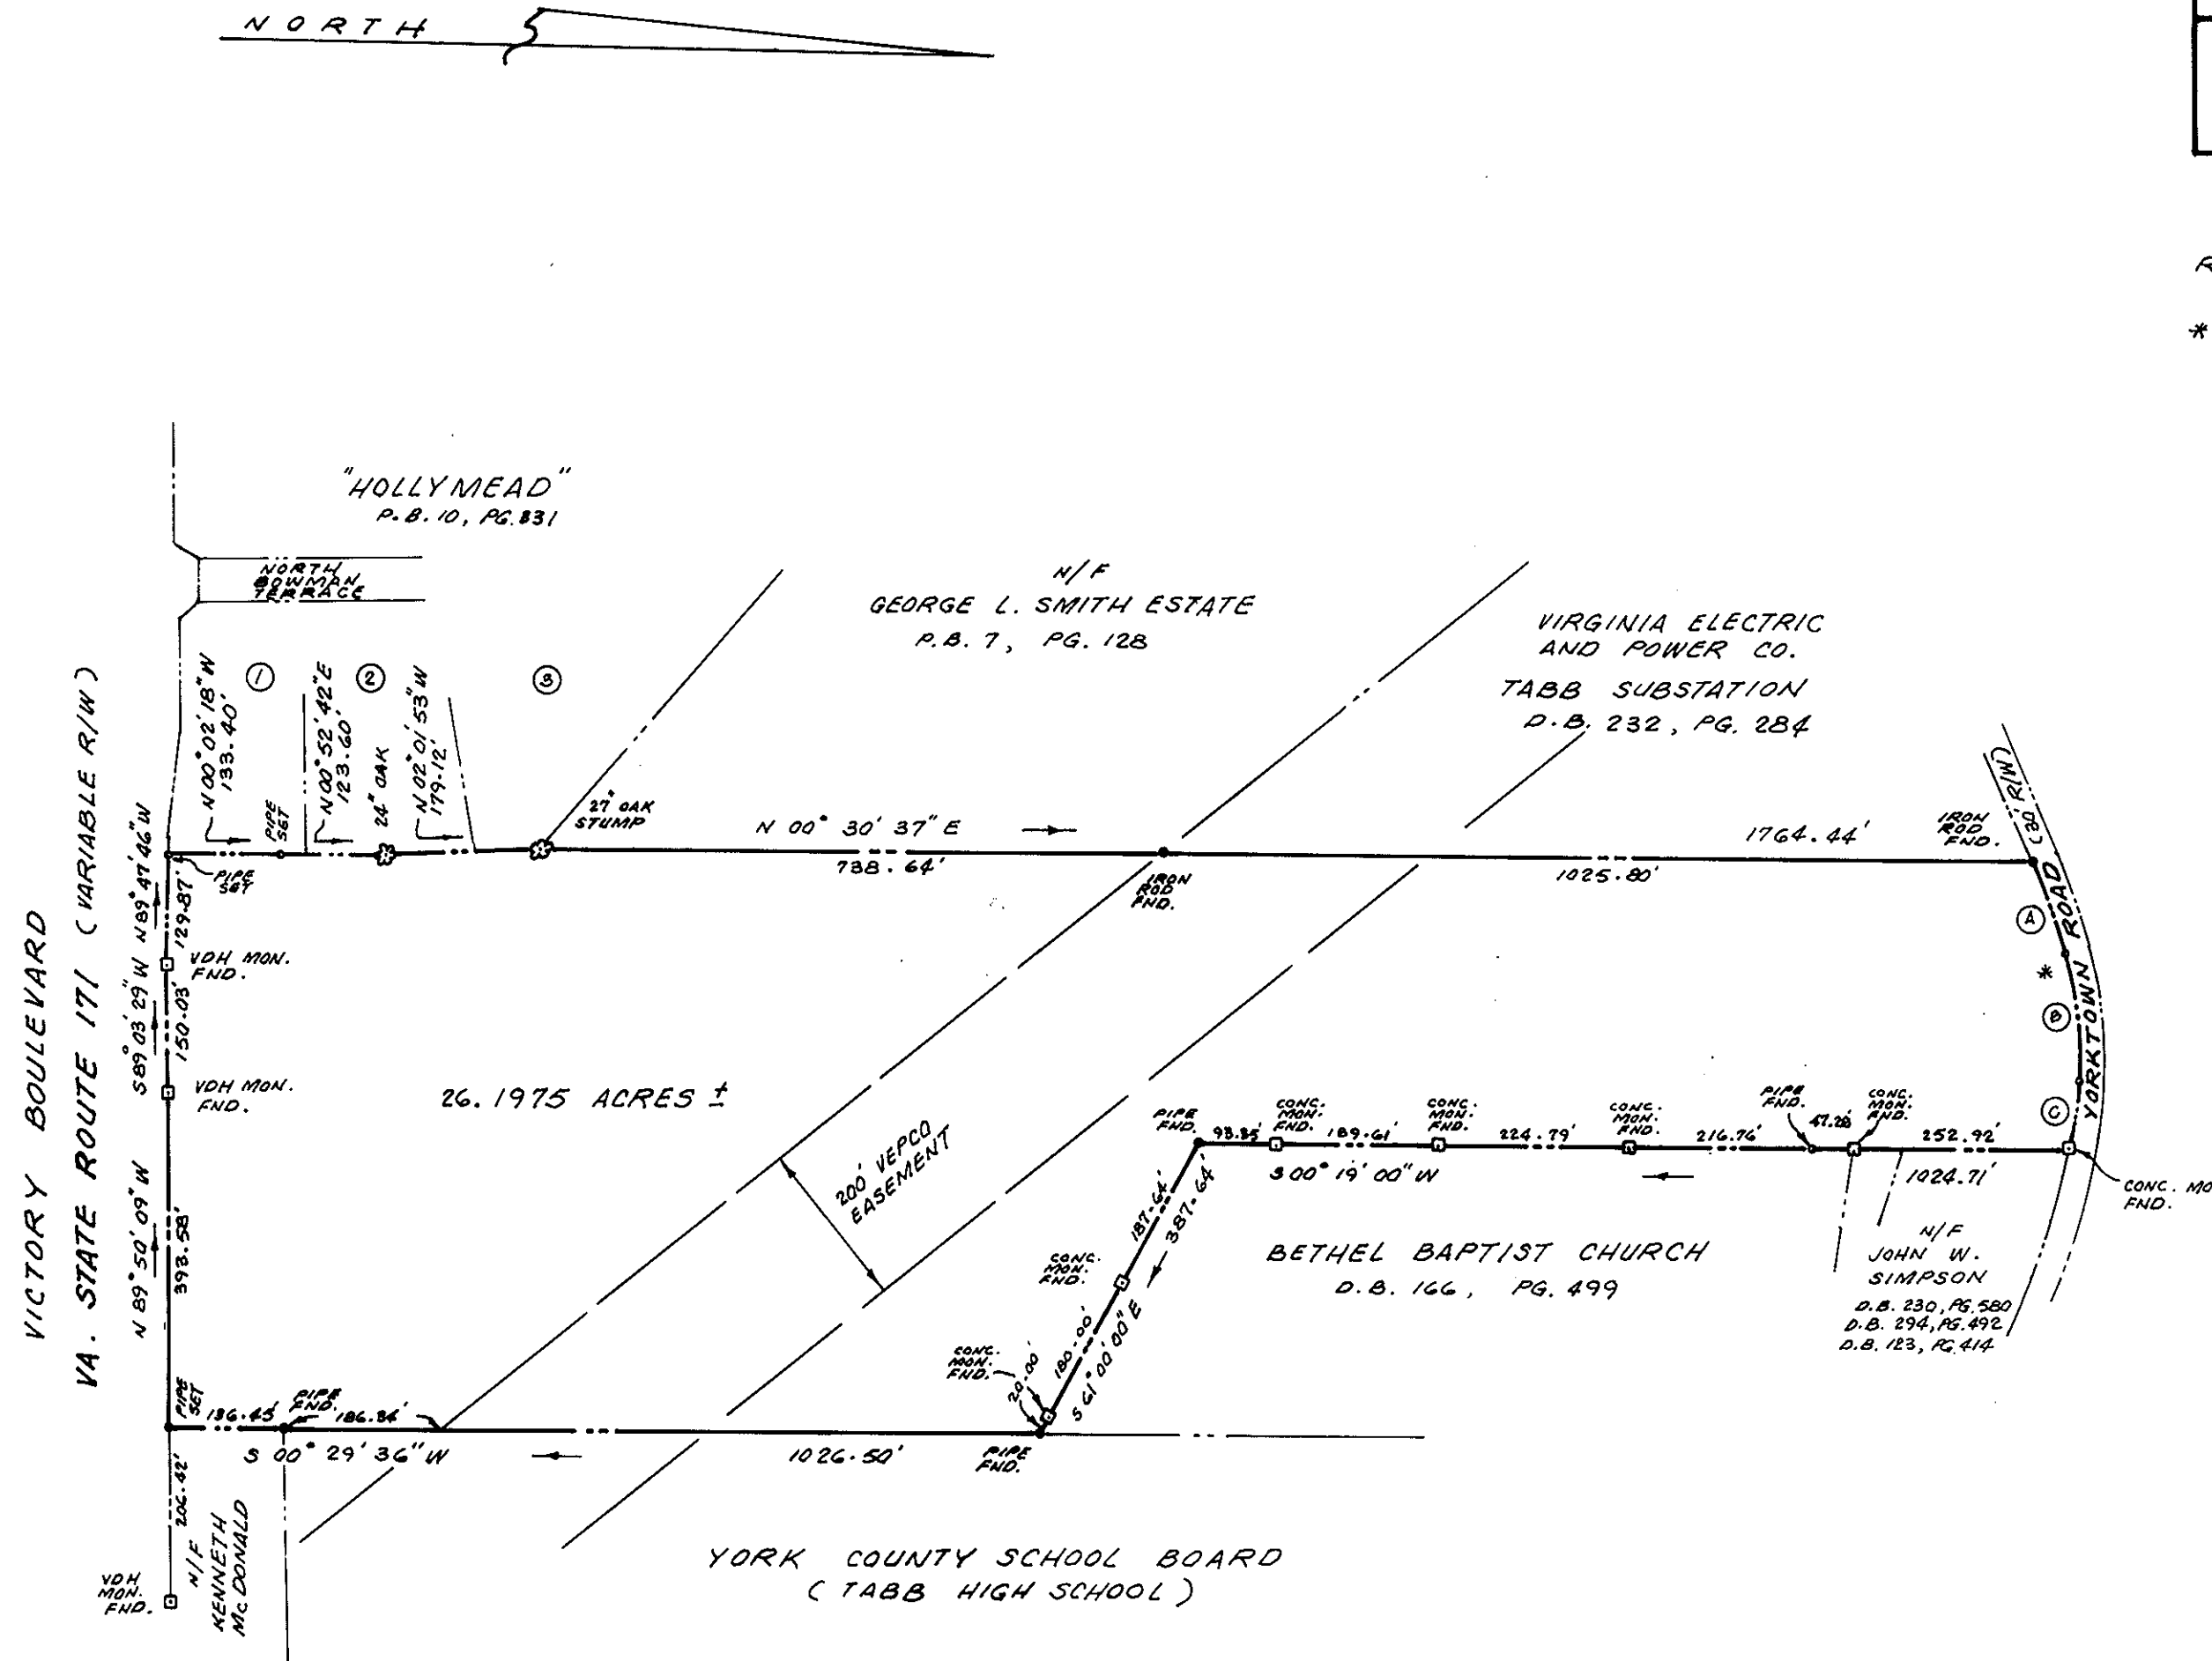 NORTH
R
*
"HOLLYMEAD"
P.B. 10, PG. 831
NORTH
BOWMAN
TERRACE
N/F
GEORGE L. SMITH ESTATE
P.B. 7, PG. 128
VIRGINIA ELECTRIC
AND POWER CO.
TABB SUBSTATION
D.B. 232, PG. 284
VICTORY BOULEVARD
VA. STATE ROUTE 171 (VARIABLE R/W)
1
N 00° 02' 18" W
133.40'
PIPE
SET
2
N 00° 52' 42" E
123.60'
24" OAK
3
N 02° 01' 53" W
179.12'
27" OAK
STUMP
N 00° 30' 37" E
738.64'
IRON
ROD
FND.
1764.44'
1025.80'
IRON
ROD
FND.
(30' R/W)
YORKTOWN ROAD
A
*
B
C
PIPE
SET
N 89° 47' 46" W
129.87'
VDH MON.
FND.
S 89° 03' 29" W
150.03'
VDH MON.
FND.
N 89° 50' 09" W
393.58'
26.1975 ACRES ±
200' VEPCO
EASEMENT
PIPE
FND.
93.35'
CONC.
MON.
FND.
189.61'
CONC.
MON.
FND.
224.79'
CONC.
MON.
FND.
216.76'
PIPE
FND.
47.28'
CONC.
MON.
FND.
252.92'
S 00° 19' 00" W
1024.71'
CONC. MO
FND.
187.64'
387.64'
CONC.
MON.
FND.
180.00'
S 61° 00' 00" E
CONC.
MON.
FND.
20.00'
BETHEL BAPTIST CHURCH
D.B. 166, PG. 499
N/F
JOHN W.
SIMPSON
D.B. 230, PG. 580
D.B. 294, PG. 492
D.B. 123, PG. 414
PIPE
SET
136.45'
PIPE
FND.
186.34'
S 00° 29' 36" W
1026.50'
PIPE
FND.
206.42'
N/F
KENNETH
McDONALD
VDH
MON.
FND.
YORK COUNTY SCHOOL BOARD
(TABB HIGH SCHOOL)